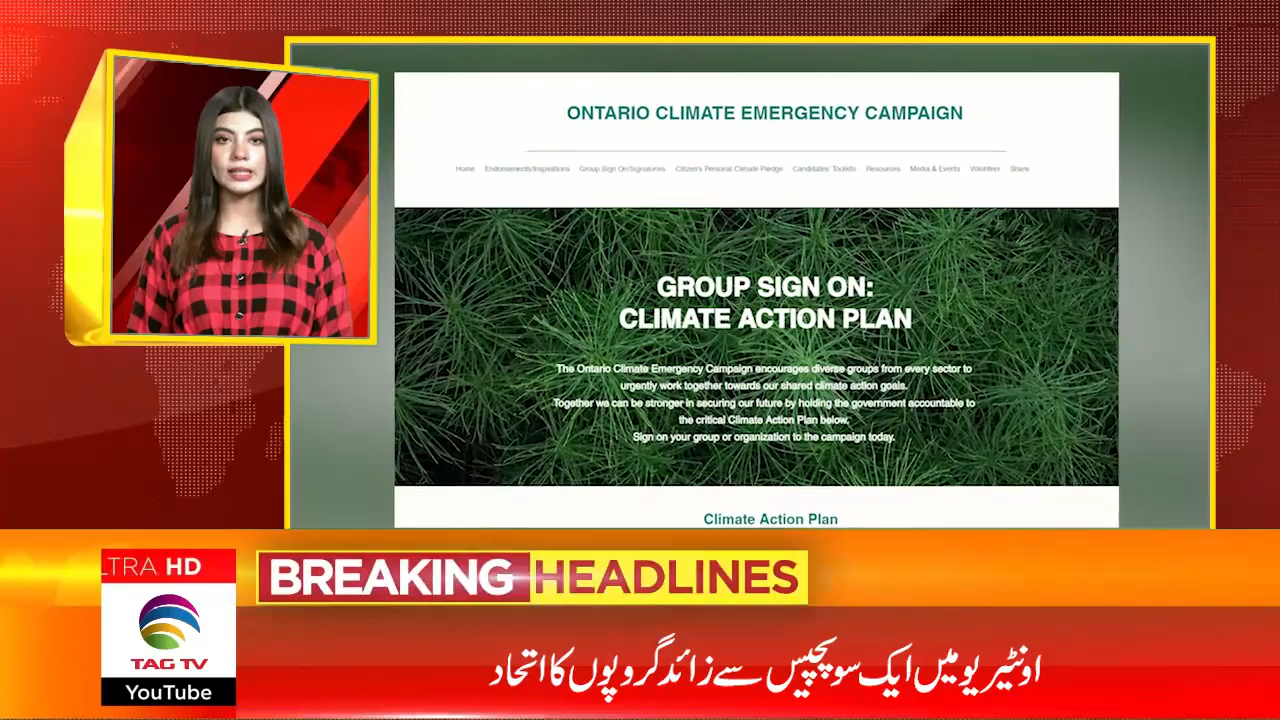 ONTARIO CLIMATE EMERGENCY CAMPAIGN
Home Endorsements/Inspirations Group Sign On/Signatories Citizen's Personal Climate Pledge Candidates' Toolkits Resources Media & Events Volunteer Share
GROUP SIGN ON:
CLIMATE ACTION PLAN
The Ontario Climate Emergency Campaign encourages diverse groups from every sector to
urgently work together towards our shared climate action goals.
Together we can be stronger in securing our future by holding the government accountable to
the critical Climate Action Plan below.
Sign on your group or organization to the campaign today.
Climate Action Plan
LTRA HD
TAG TV
YouTube
BREAKING HEADLINES
اونٹیریو میں ایک سو پچیس سے زائد گروپوں کا اتحاد